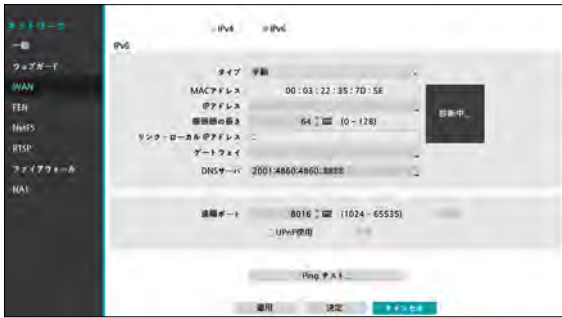 ネットワーク
一般
ウェブガード
WAN
FEN
NetFS
RTSP
ファイアウォール
NAT
IPv4
IPv6
IPv6
タイプ 手動
MACアドレス 00:03:22:35:7D:5E
IPアドレス
接頭部の長さ 64 (0 ~ 128)
リンク-ローカル IPアドレス
ゲートウェイ
DNSサーバ 2001:4860:4860::8888
診断中...
遠隔ポート 8016 (1024 ~ 65535)
UPnP使用
Ping テスト...
適用 決定 キャンセル